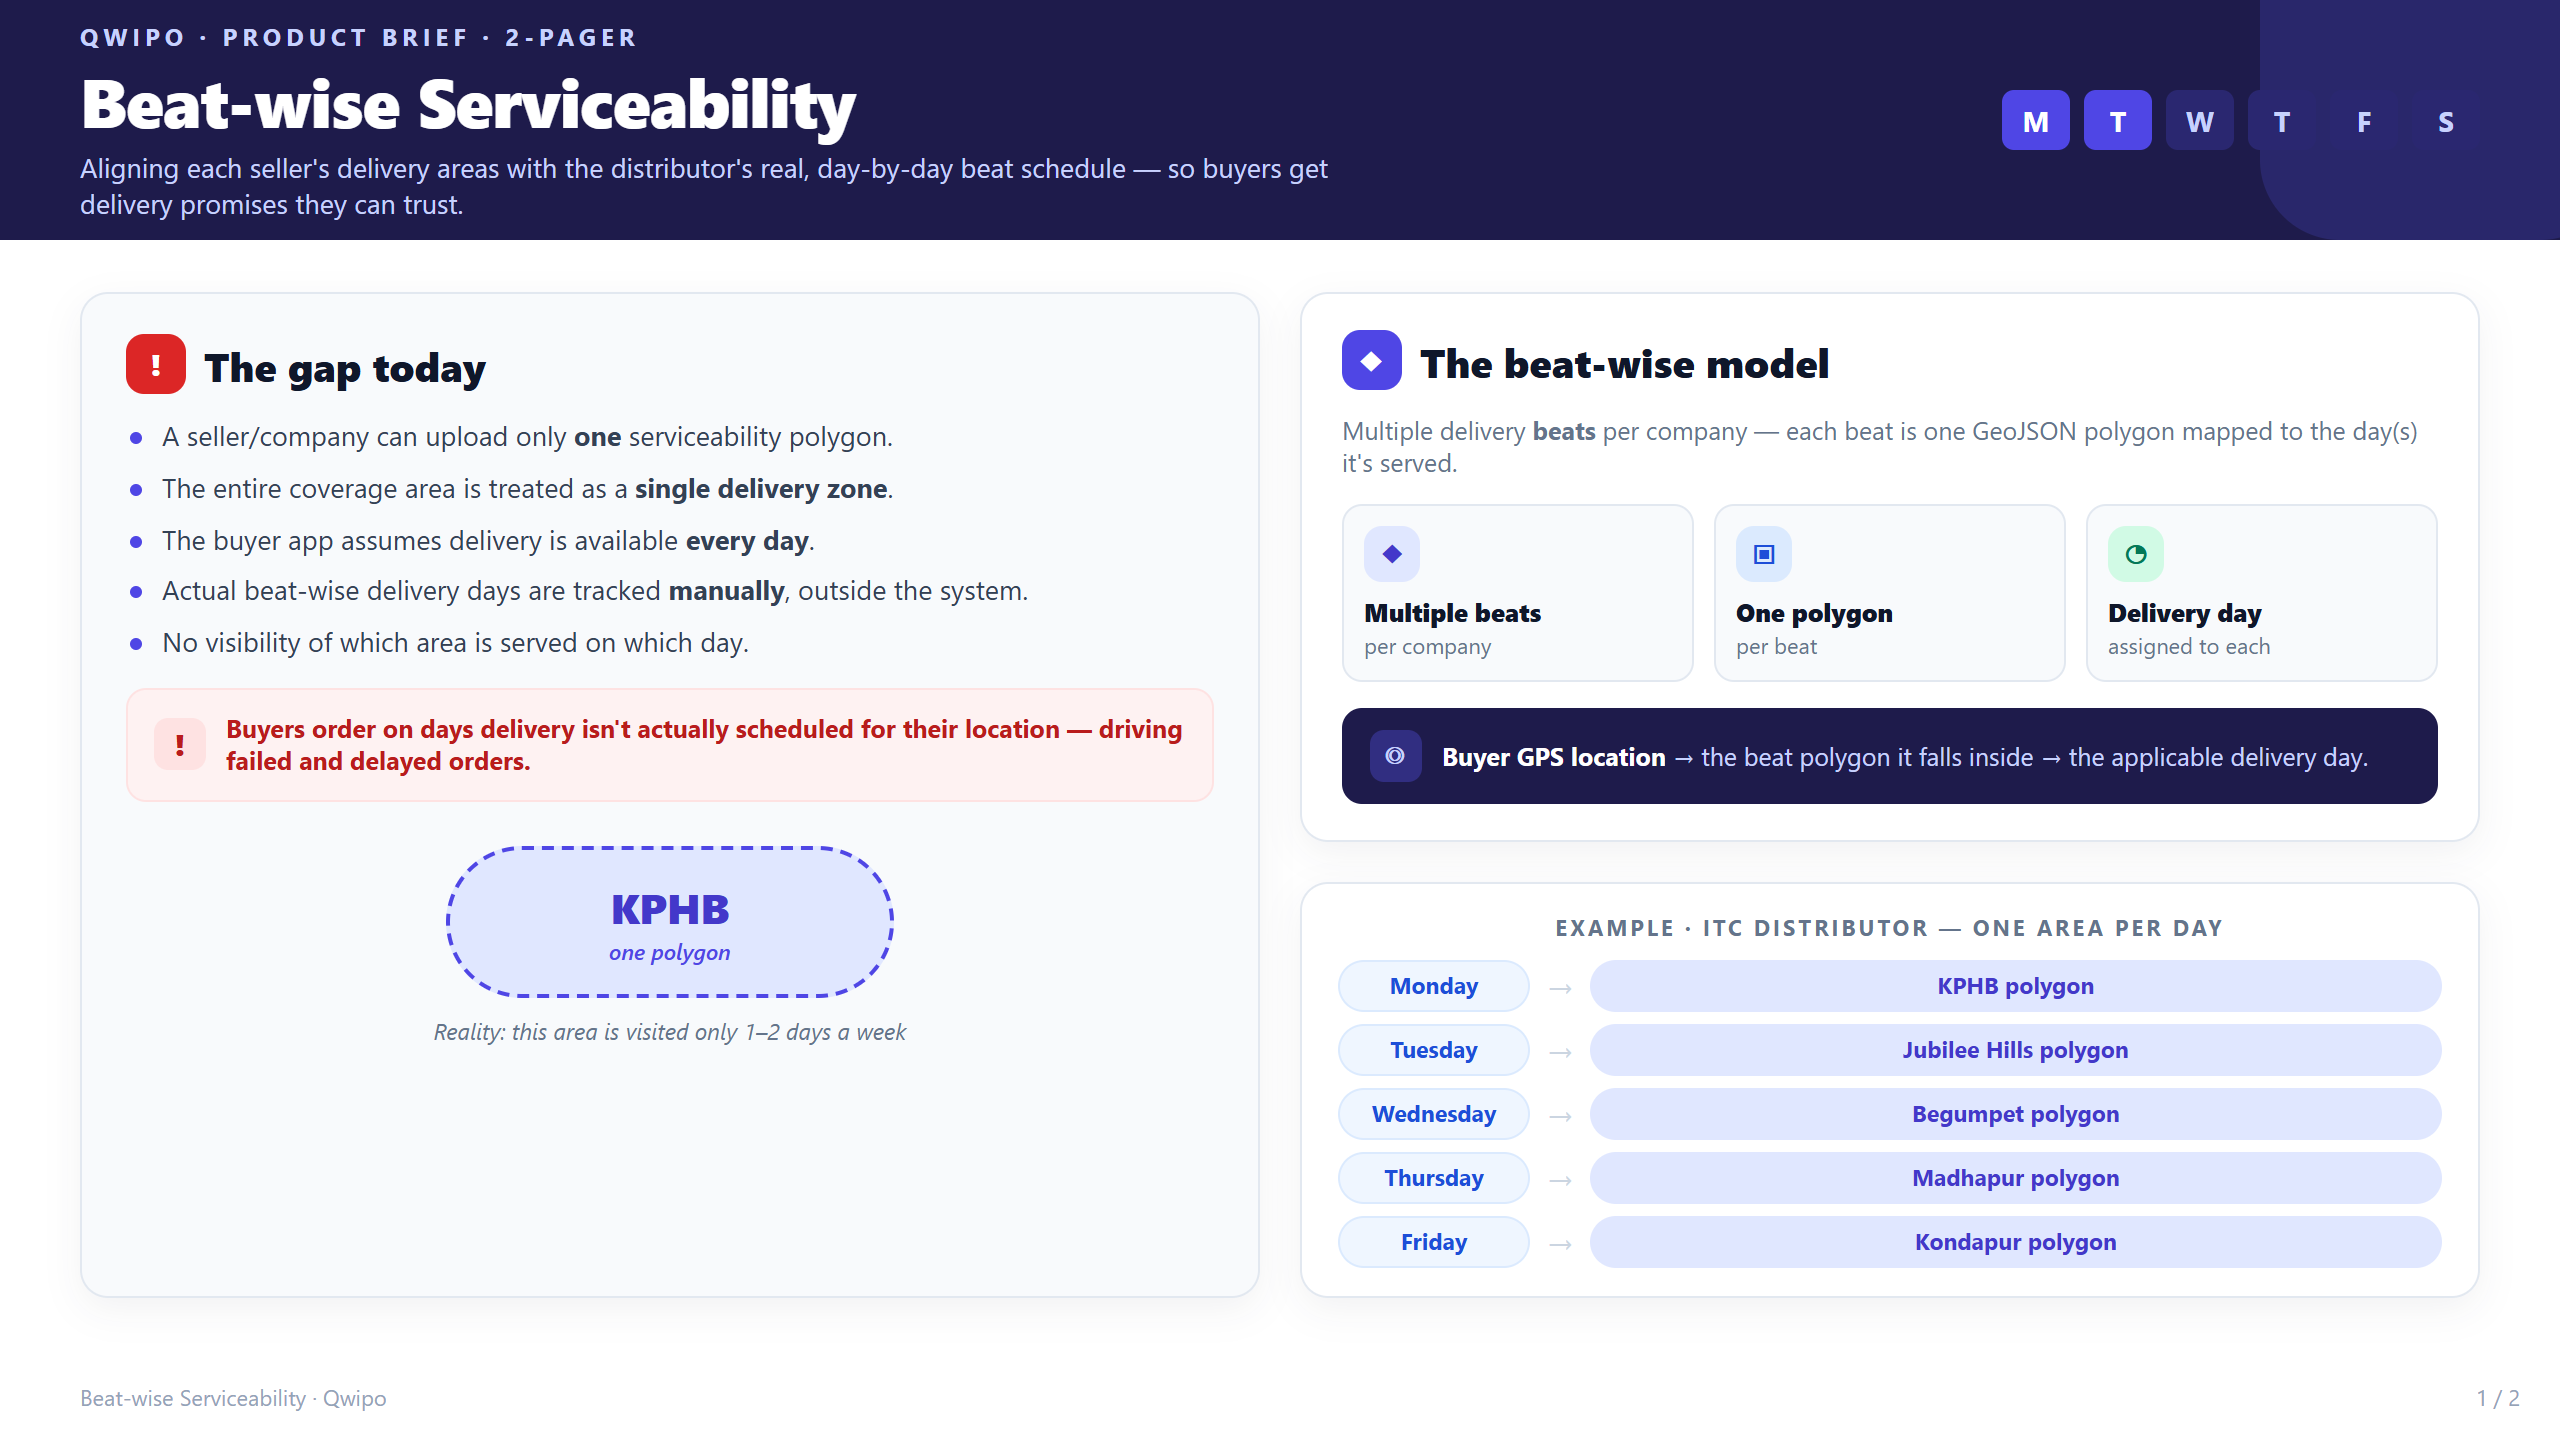 QWIPO · PRODUCT BRIEF · 2-PAGER
Beat-wise Serviceability
Aligning each seller's delivery areas with the distributor's real, day-by-day beat schedule — so buyers get
delivery promises they can trust.
M T W T F S
! The gap today
A seller/company can upload only one serviceability polygon.
The entire coverage area is treated as a single delivery zone.
The buyer app assumes delivery is available every day.
Actual beat-wise delivery days are tracked manually, outside the system.
No visibility of which area is served on which day.
! Buyers order on days delivery isn't actually scheduled for their location — driving
failed and delayed orders.
KPHB
one polygon
Reality: this area is visited only 1–2 days a week
The beat-wise model
Multiple delivery beats per company — each beat is one GeoJSON polygon mapped to the day(s)
it's served.
Multiple beats
per company
One polygon
per beat
Delivery day
assigned to each
Buyer GPS location → the beat polygon it falls inside → the applicable delivery day.
EXAMPLE · ITC DISTRIBUTOR — ONE AREA PER DAY
Monday → KPHB polygon
Tuesday → Jubilee Hills polygon
Wednesday → Begumpet polygon
Thursday → Madhapur polygon
Friday → Kondapur polygon
Beat-wise Serviceability · Qwipo
1 / 2